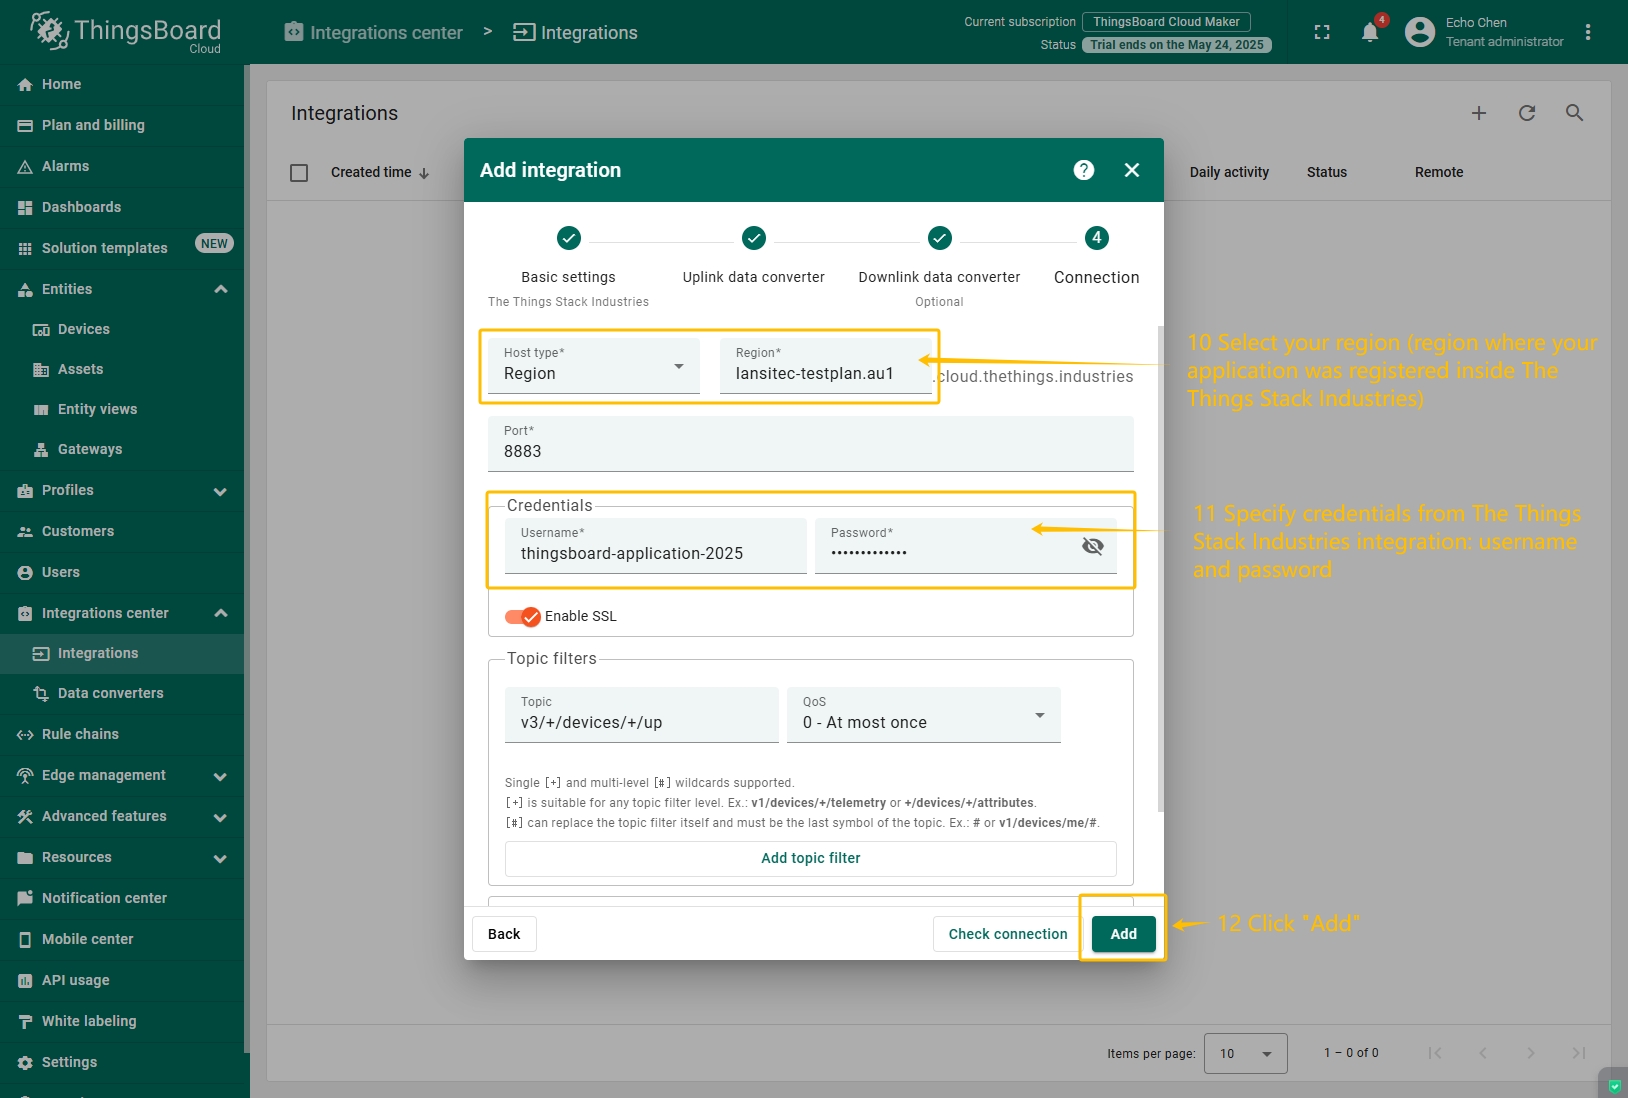 ThingsBoard
Cloud
Integrations center > Integrations
Current subscription ThingsBoard Cloud Maker
Status Trial ends on the May 24, 2025
4
Echo Chen
Tenant administrator
Home
Plan and billing
Alarms
Dashboards
Solution templates NEW
Entities
Devices
Assets
Entity views
Gateways
Profiles
Customers
Users
Integrations center
Integrations
Data converters
Rule chains
Edge management
Advanced features
Resources
Notification center
Mobile center
API usage
White labeling
Settings
Integrations
Created time Daily activity Status Remote
Add integration
?
4
Basic settings Uplink data converter Downlink data converter Connection
The Things Stack Industries Optional
Host type* Region*
Region lansitec-testplan.au1 .cloud.thethings.industries
Port*
8883
Credentials
Username* Password*
thingsboard-application-2025 •••••••••••••
Enable SSL
Topic filters
Topic QoS
v3/+/devices/+/up 0 - At most once
Single [+] and multi-level [#] wildcards supported.
[+] is suitable for any topic filter level. Ex.: v1/devices/+/telemetry or +/devices/+/attributes.
[#] can replace the topic filter itself and must be the last symbol of the topic. Ex.: # or v1/devices/me/#.
Add topic filter
Back Check connection Add
10 Select your region (region where your
application was registered inside The
Things Stack Industries)
11 Specify credentials from The Things
Stack Industries integration: username
and password
12 Click "Add"
Items per page: 10 1 – 0 of 0